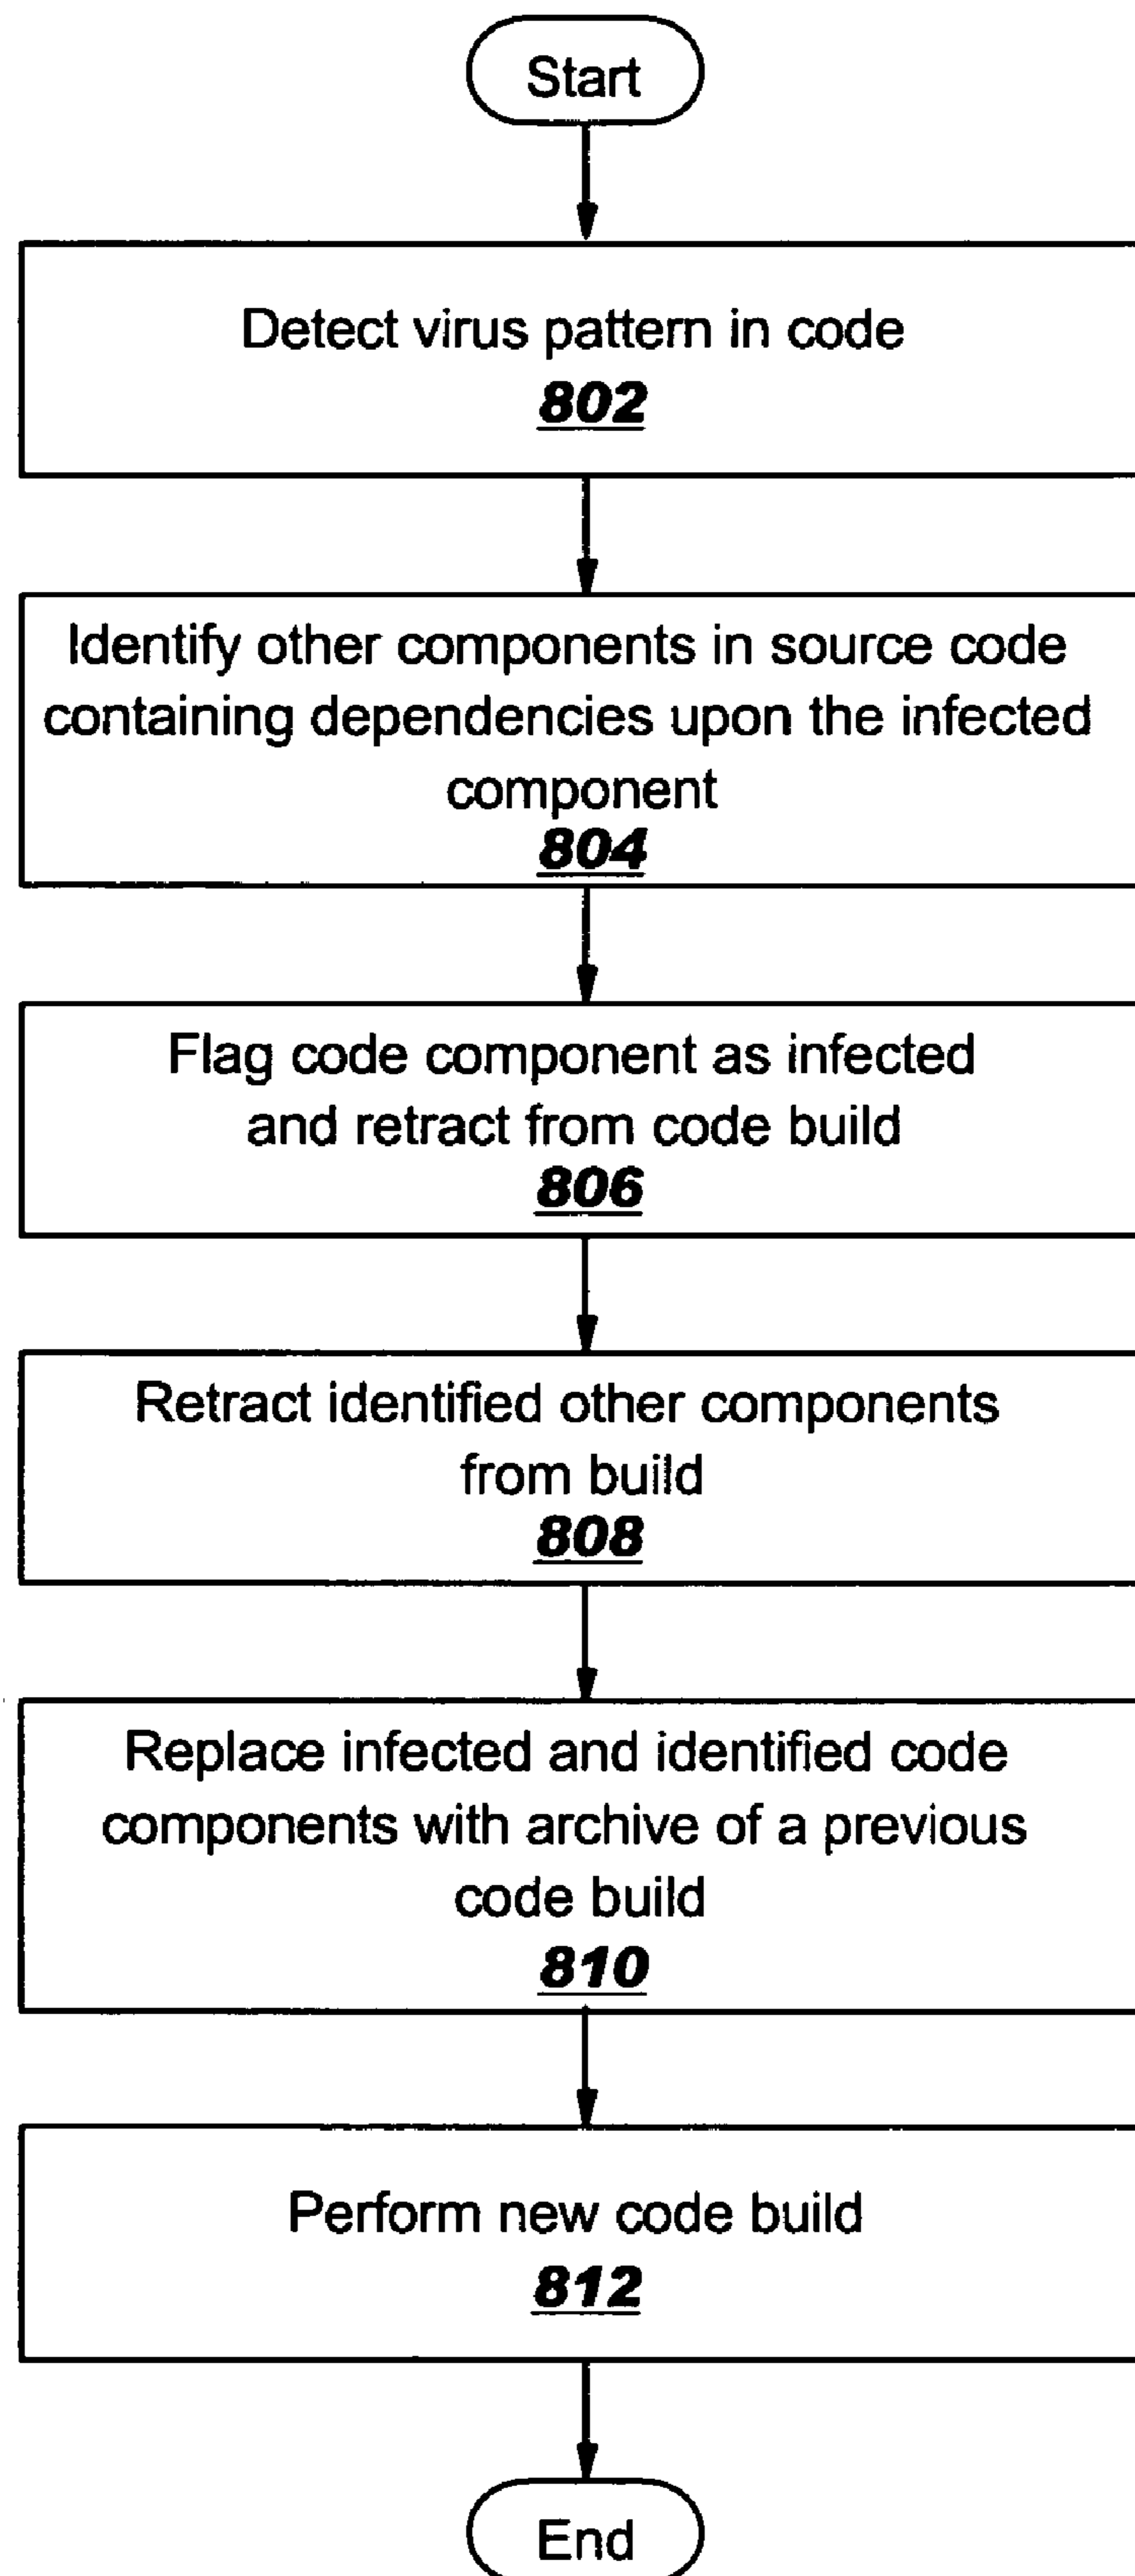 Start
Detect virus pattern in code
802
Identify other components in source code
containing dependencies upon the infected
component
804
Flag code component as infected
and retract from code build
806
Retract identified other components
from build
808
Replace infected and identified code
components with archive of a previous
code build
810
Perform new code build
812
End